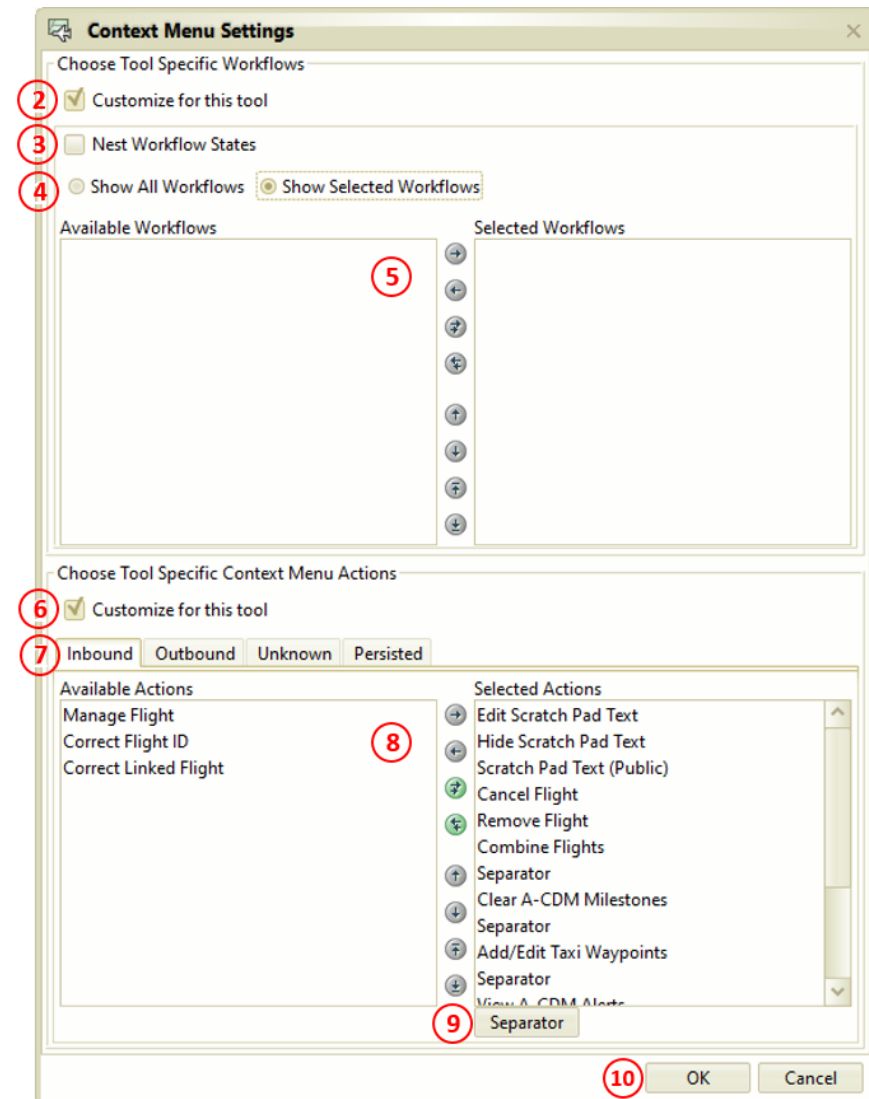 Context Menu Settings
Choose Tool Specific Workflows
2 Customize for this tool
3 Nest Workflow States
4 Show All Workflows Show Selected Workflows
Available Workflows Selected Workflows
5
Choose Tool Specific Context Menu Actions
6 Customize for this tool
7 Inbound Outbound Unknown Persisted
Available Actions
Manage Flight
Correct Flight ID
Correct Linked Flight
8
Selected Actions
Edit Scratch Pad Text
Hide Scratch Pad Text
Scratch Pad Text (Public)
Cancel Flight
Remove Flight
Combine Flights
Separator
Clear A-CDM Milestones
Separator
Add/Edit Taxi Waypoints
Separator
View A-CDM Alerts
9 Separator
10 OK Cancel